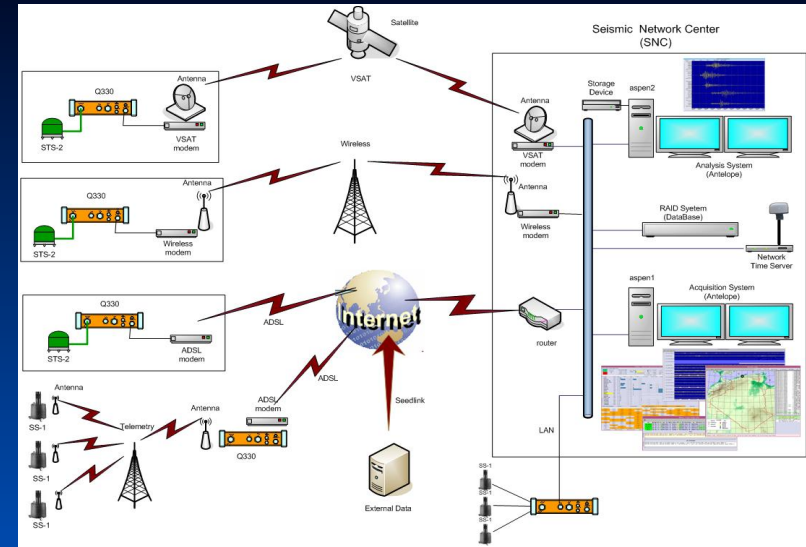 Satellite
VSAT
Seismic Network Center
(SNC)
Q330
Antenna
STS-2
VSAT
modem
Antenna
VSAT
modem
Storage
Device
aspen2
Analysis System
(Antelope)
Wireless
Q330
Antenna
STS-2
Wireless
modem
Antenna
Wireless
modem
RAID Syetem
(DataBase)
Network
Time Server
Q330
STS-2
ADSL
modem
ADSL
Internet
router
aspen1
Acquisition System
(Antelope)
Antenna
SS-1
SS-1
SS-1
Telemetry
Antenna
ADSL
modem
Q330
ADSL
Seedlink
External Data
LAN
SS-1
SS-1
SS-1